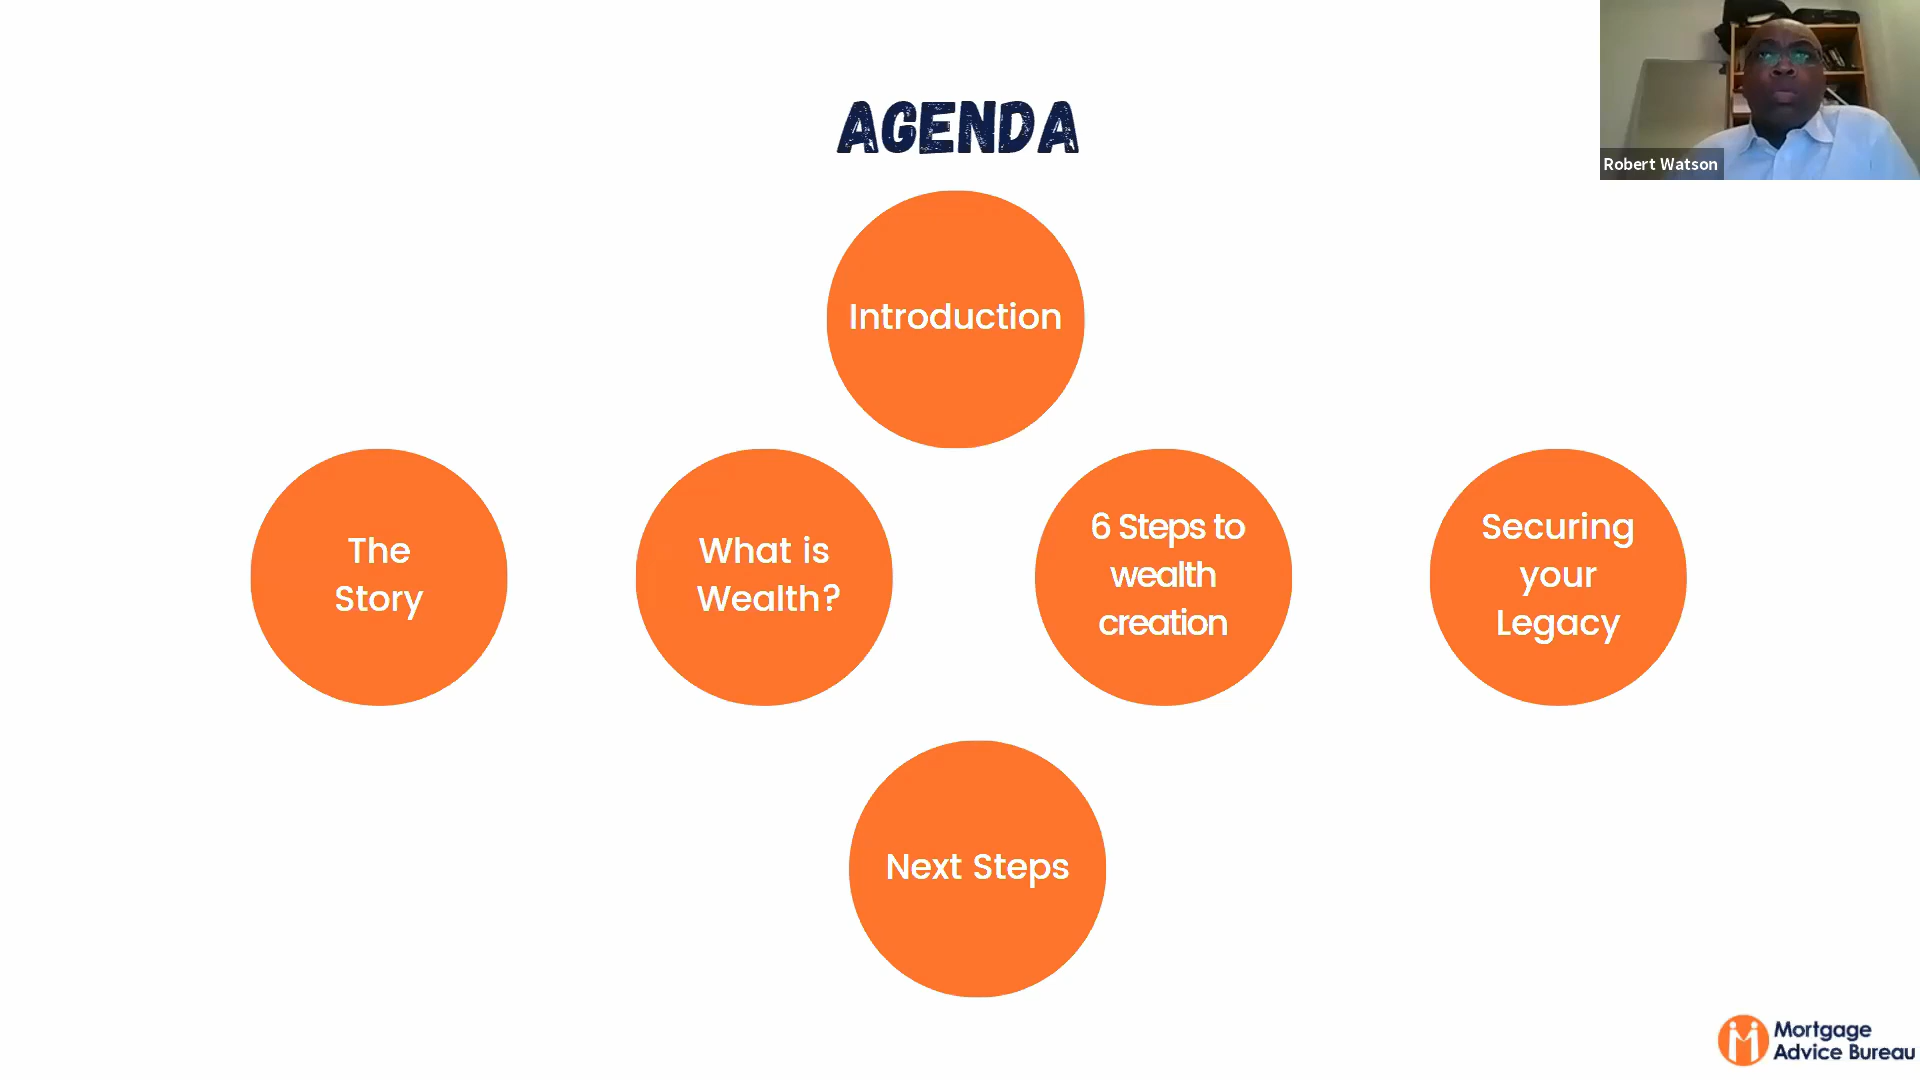 AGENDA
Robert Watson
Introduction
The
Story
What is
Wealth?
6 Steps to
wealth
creation
Securing
your
Legacy
Next Steps
Mortgage
Advice Bureau